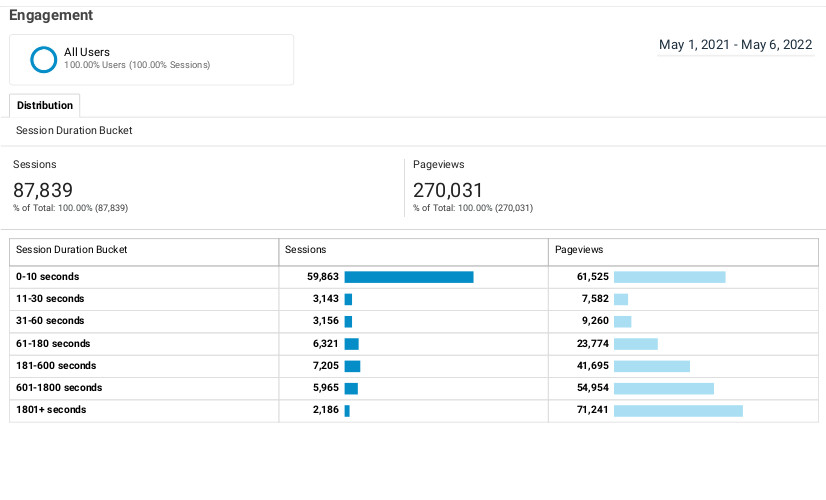 Engagement
All Users
100.00% Users (100.00% Sessions)
May 1, 2021 - May 6, 2022
Distribution
Session Duration Bucket
Sessions
87,839
% of Total: 100.00% (87,839)
Pageviews
270,031
% of Total: 100.00% (270,031)
Session Duration Bucket Sessions Pageviews
0-10 seconds 59,863 61,525
11-30 seconds 3,143 7,582
31-60 seconds 3,156 9,260
61-180 seconds 6,321 23,774
181-600 seconds 7,205 41,695
601-1800 seconds 5,965 54,954
1801+ seconds 2,186 71,241